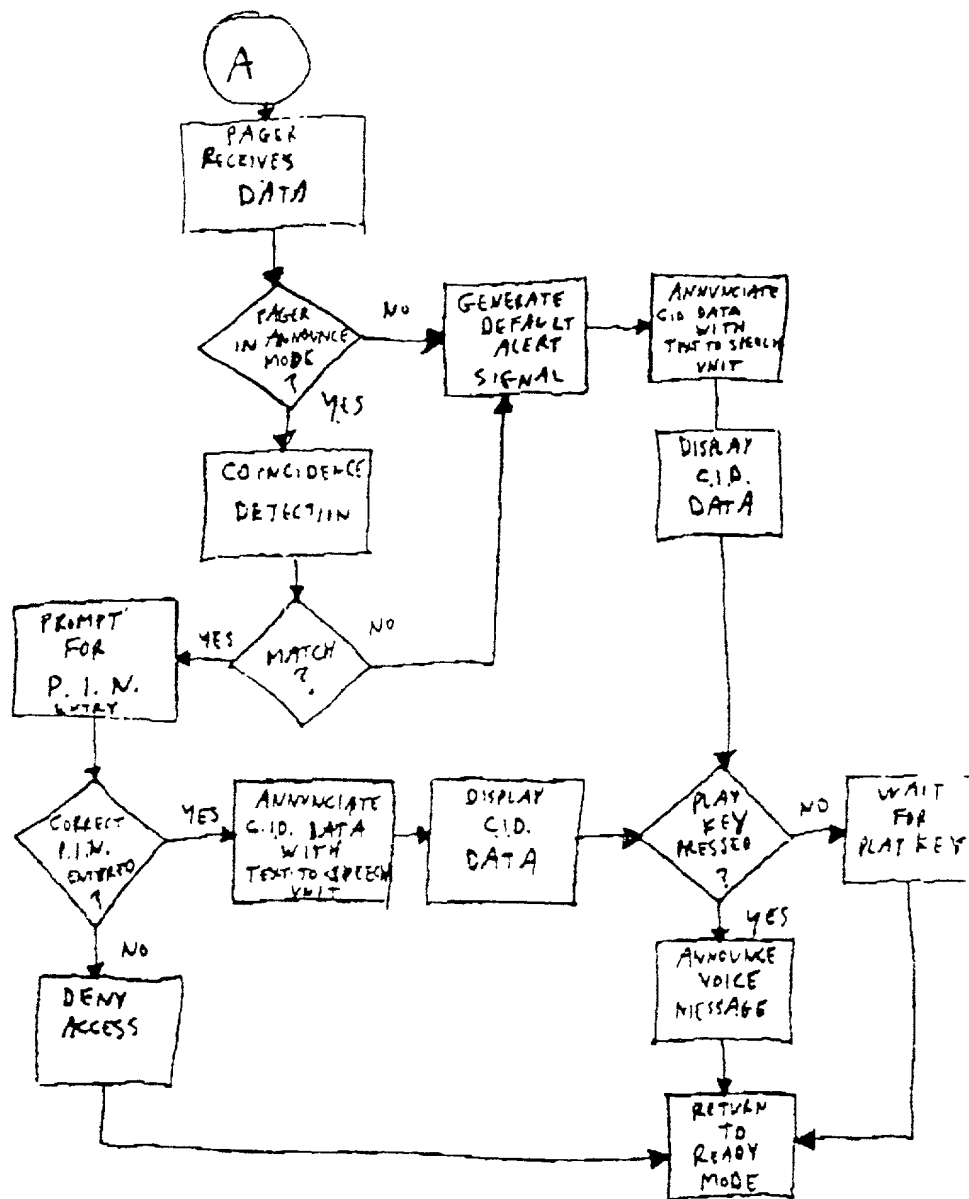 A
PAGER
RECEIVES
DATA
PAGER
IN ANNOUNCE
MODE
?
NO
YES
GENERATE
DEFAULT
ALERT
SIGNAL
ANNUNCIATE
C.I.D. DATA
WITH
TEXT TO SPEECH
UNIT
COINCIDENCE
DETECTION
DISPLAY
C.I.D.
DATA
MATCH
?
YES
NO
PROMPT
FOR
P. I. N.
ENTRY
CORRECT
P.I.N.
ENTERED
?
YES
NO
ANNUNCIATE
C.I.D. DATA
WITH
TEXT TO SPEECH
UNIT
DISPLAY
C.I.D.
DATA
PLAY
KEY
PRESSED
?
NO
YES
WAIT
FOR
PLAY KEY
DENY
ACCESS
ANNOUNCE
VOICE
MESSAGE
RETURN
TO
READY
MODE